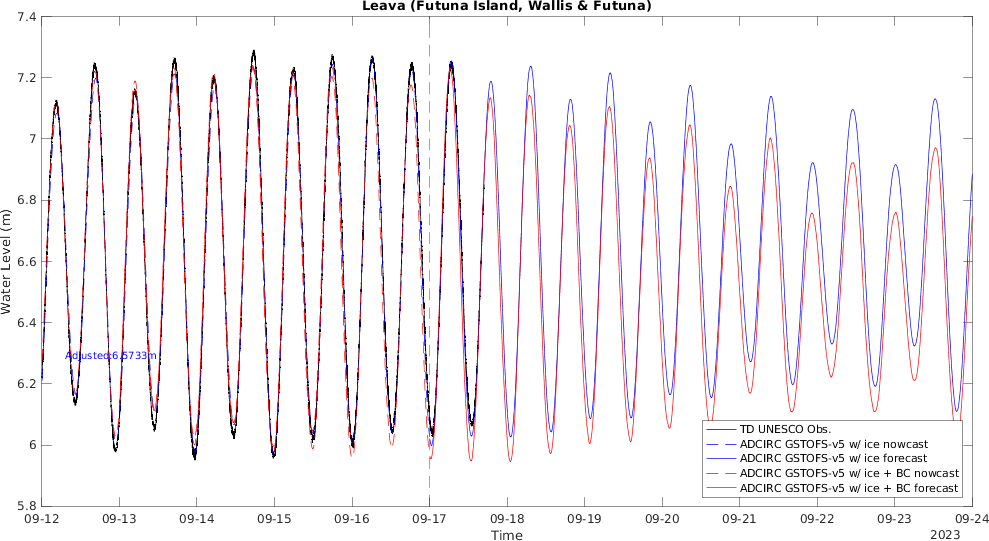 Leava (Futuna Island, Wallis & Futuna)
7.4
7.2
7
6.8
6.6
6.4
6.2
6
5.8
Water Level (m)
Adjusted:6.5733m
TD UNESCO Obs.
ADCIRC GSTOFS-v5 w/ ice nowcast
ADCIRC GSTOFS-v5 w/ ice forecast
ADCIRC GSTOFS-v5 w/ ice + BC nowcast
ADCIRC GSTOFS-v5 w/ ice + BC forecast
09-12 09-13 09-14 09-15 09-16 09-17 09-18 09-19 09-20 09-21 09-22 09-23 09-24
Time
2023